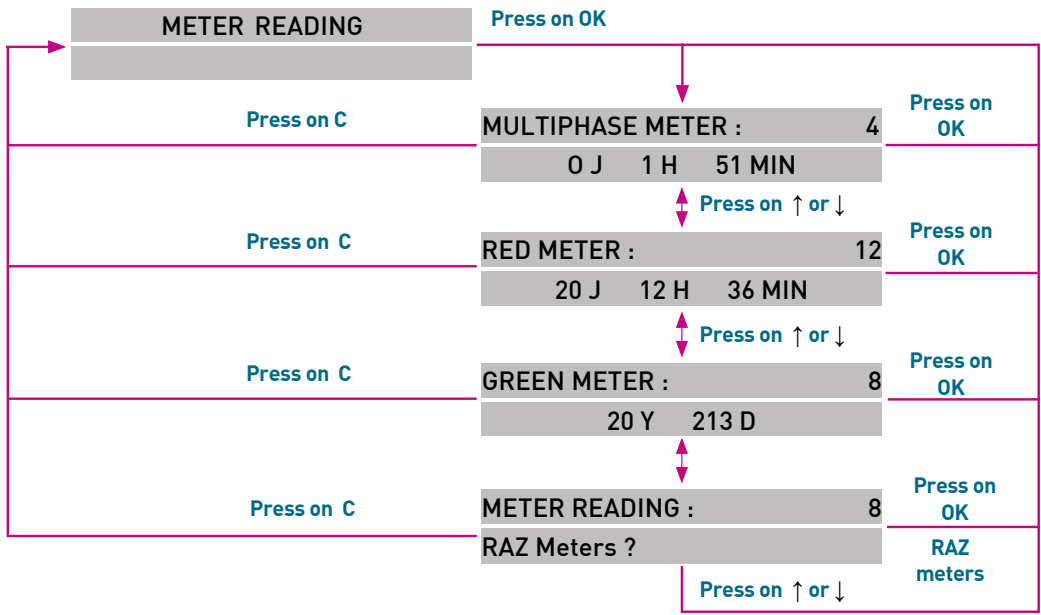 METER READING
Press on OK
Press on C
MULTIPHASE METER : 4
Press on
OK
O J 1 H 51 MIN
Press on ↑ or ↓
Press on C
RED METER : 12
Press on
OK
20 J 12 H 36 MIN
Press on ↑ or ↓
Press on C
GREEN METER : 8
Press on
OK
20 Y 213 D
Press on C
METER READING : 8
Press on
OK
RAZ Meters ?
RAZ
meters
Press on ↑ or ↓